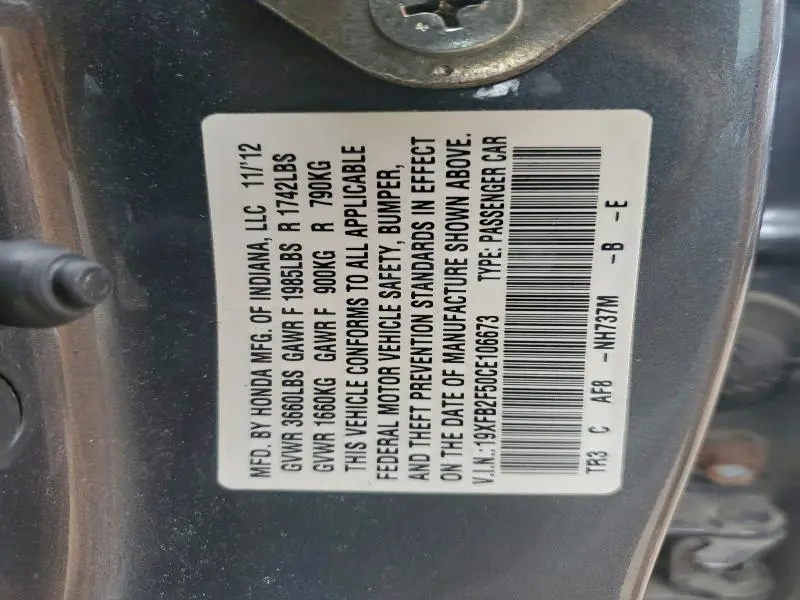 MFD. BY HONDA MFG. OF INDIANA, LLC 11/'12
GVWR 3660LBS GAWR F 1985LBS R 1742LBS
GVWR 1660KG GAWR F 900KG R 790KG
THIS VEHICLE CONFORMS TO ALL APPLICABLE
FEDERAL MOTOR VEHICLE SAFETY, BUMPER,
AND THEFT PREVENTION STANDARDS IN EFFECT
ON THE DATE OF MANUFACTURE SHOWN ABOVE.
V.I.N.:19XFB2F50CE106673 TYPE: PASSENGER CAR
TR3 C AF8 -NH737M -B -E